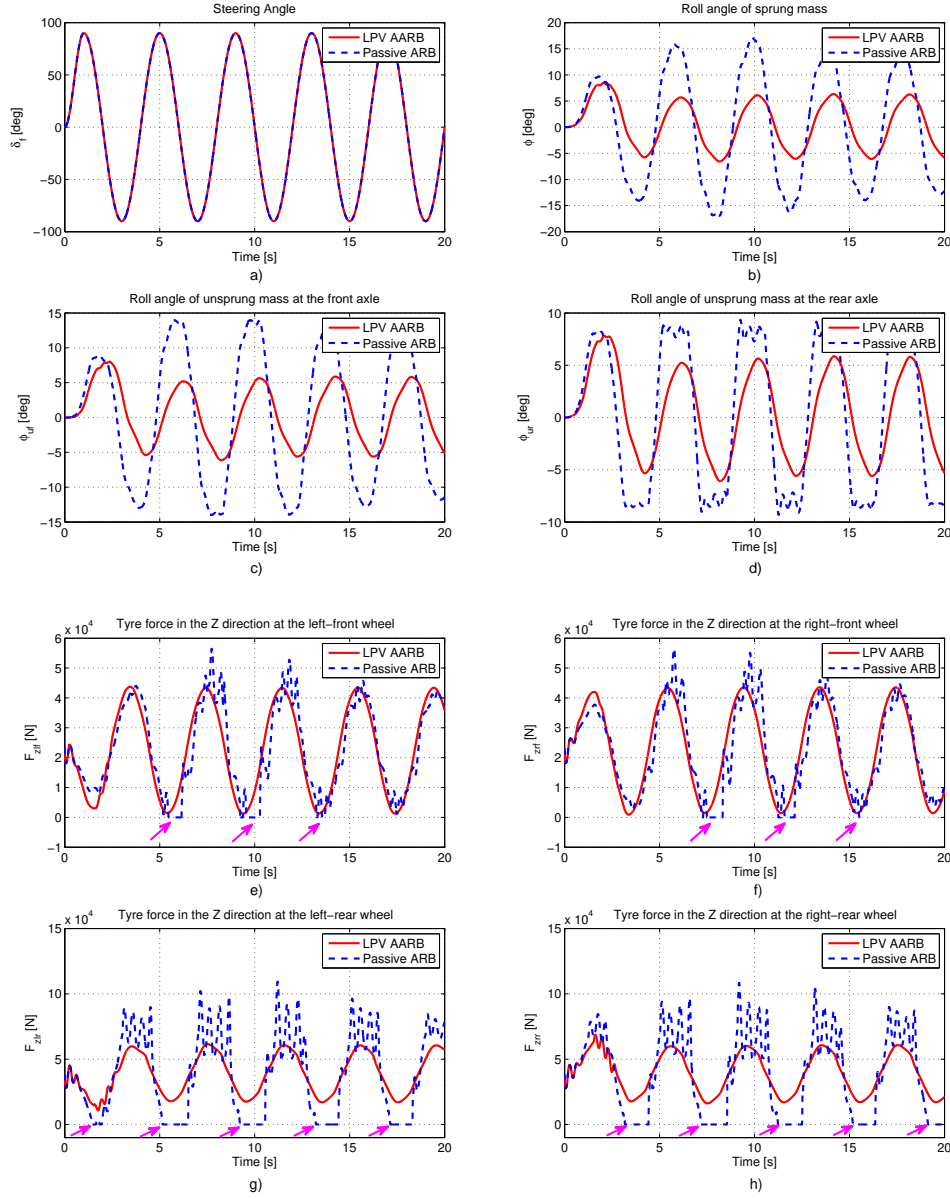 Steering Angle
100
50
0
−50
−100
δf [deg]
LPV AARB
Passive ARB
0 5 10 15 20
Time [s]
a)
Roll angle of sprung mass
20
15
10
5
0
−5
−10
−15
−20
ϕ [deg]
LPV AARB
Passive ARB
0 5 10 15 20
Time [s]
b)
Roll angle of unsprung mass at the front axle
15
10
5
0
−5
−10
−15
ϕuf [deg]
LPV AARB
Passive ARB
0 5 10 15 20
Time [s]
c)
Roll angle of unsprung mass at the rear axle
10
5
0
−5
−10
ϕur [deg]
LPV AARB
Passive ARB
0 5 10 15 20
Time [s]
d)
Tyre force in the Z direction at the left−front wheel
x 10^4
6
5
4
3
2
1
0
−1
Fzlf [N]
LPV AARB
Passive ARB
0 5 10 15 20
Time [s]
e)
Tyre force in the Z direction at the right−front wheel
x 10^4
6
5
4
3
2
1
0
−1
Fzrf [N]
LPV AARB
Passive ARB
0 5 10 15 20
Time [s]
f)
Tyre force in the Z direction at the left−rear wheel
x 10^4
15
10
5
0
Fzlr [N]
LPV AARB
Passive ARB
0 5 10 15 20
Time [s]
g)
Tyre force in the Z direction at the right−rear wheel
x 10^4
15
10
5
0
Fzrr [N]
LPV AARB
Passive ARB
0 5 10 15 20
Time [s]
h)